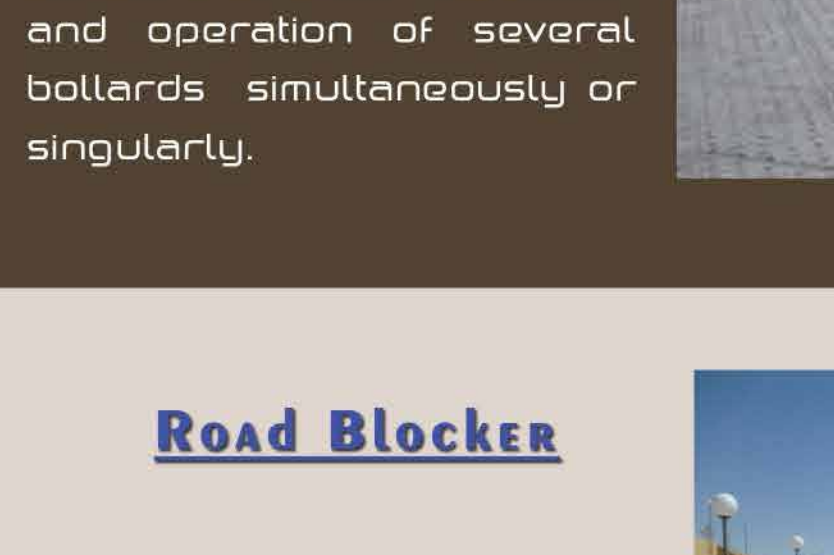 and operation of several
bollards simultaneously or
singularly.
Road Blocker